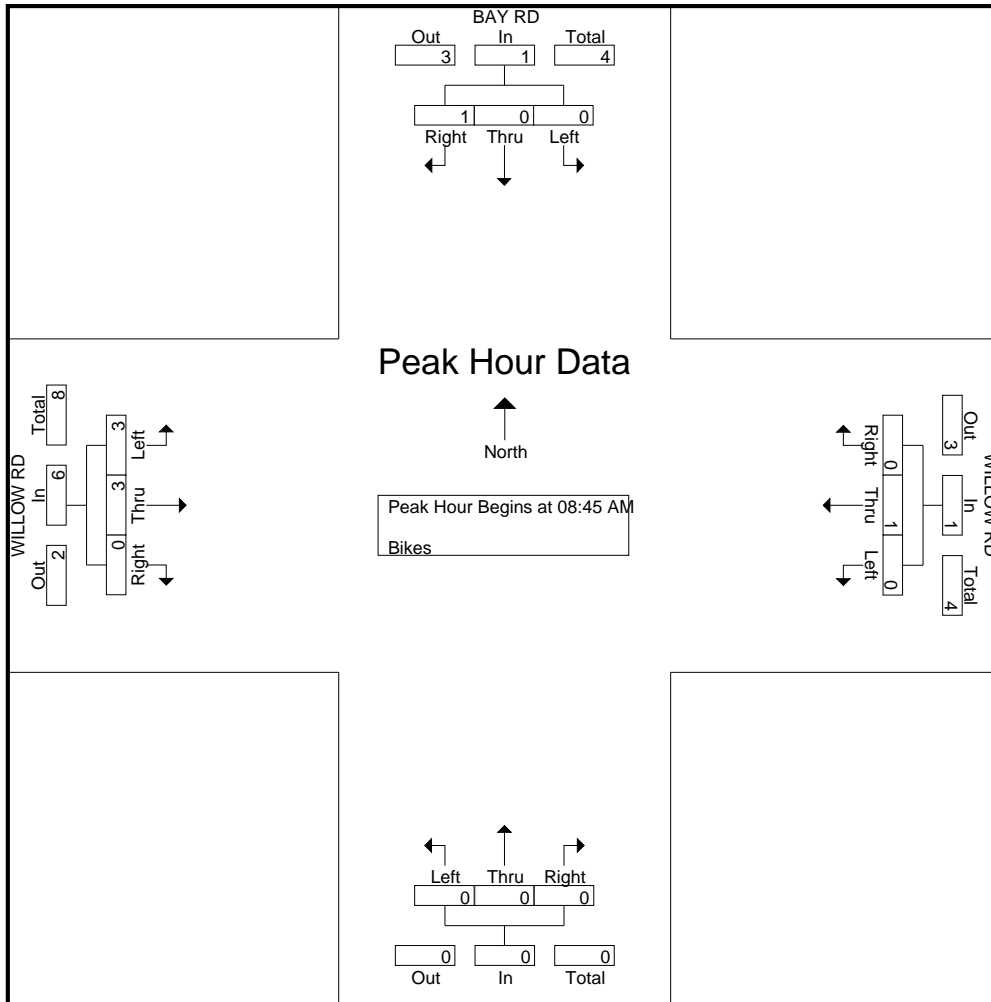 BAY RD
Out In Total
3 1 4
1 0 0
Right Thru Left
Peak Hour Data
North
Peak Hour Begins at 08:45 AM
Bikes
WILLOW RD
Total In Out
8 6 2
3 3 0
Left Thru Right
WILLOW RD
Out In Total
3 1 4
0 1 0
Right Thru Left
Left Thru Right
0 0 0
0 0 0
Out In Total